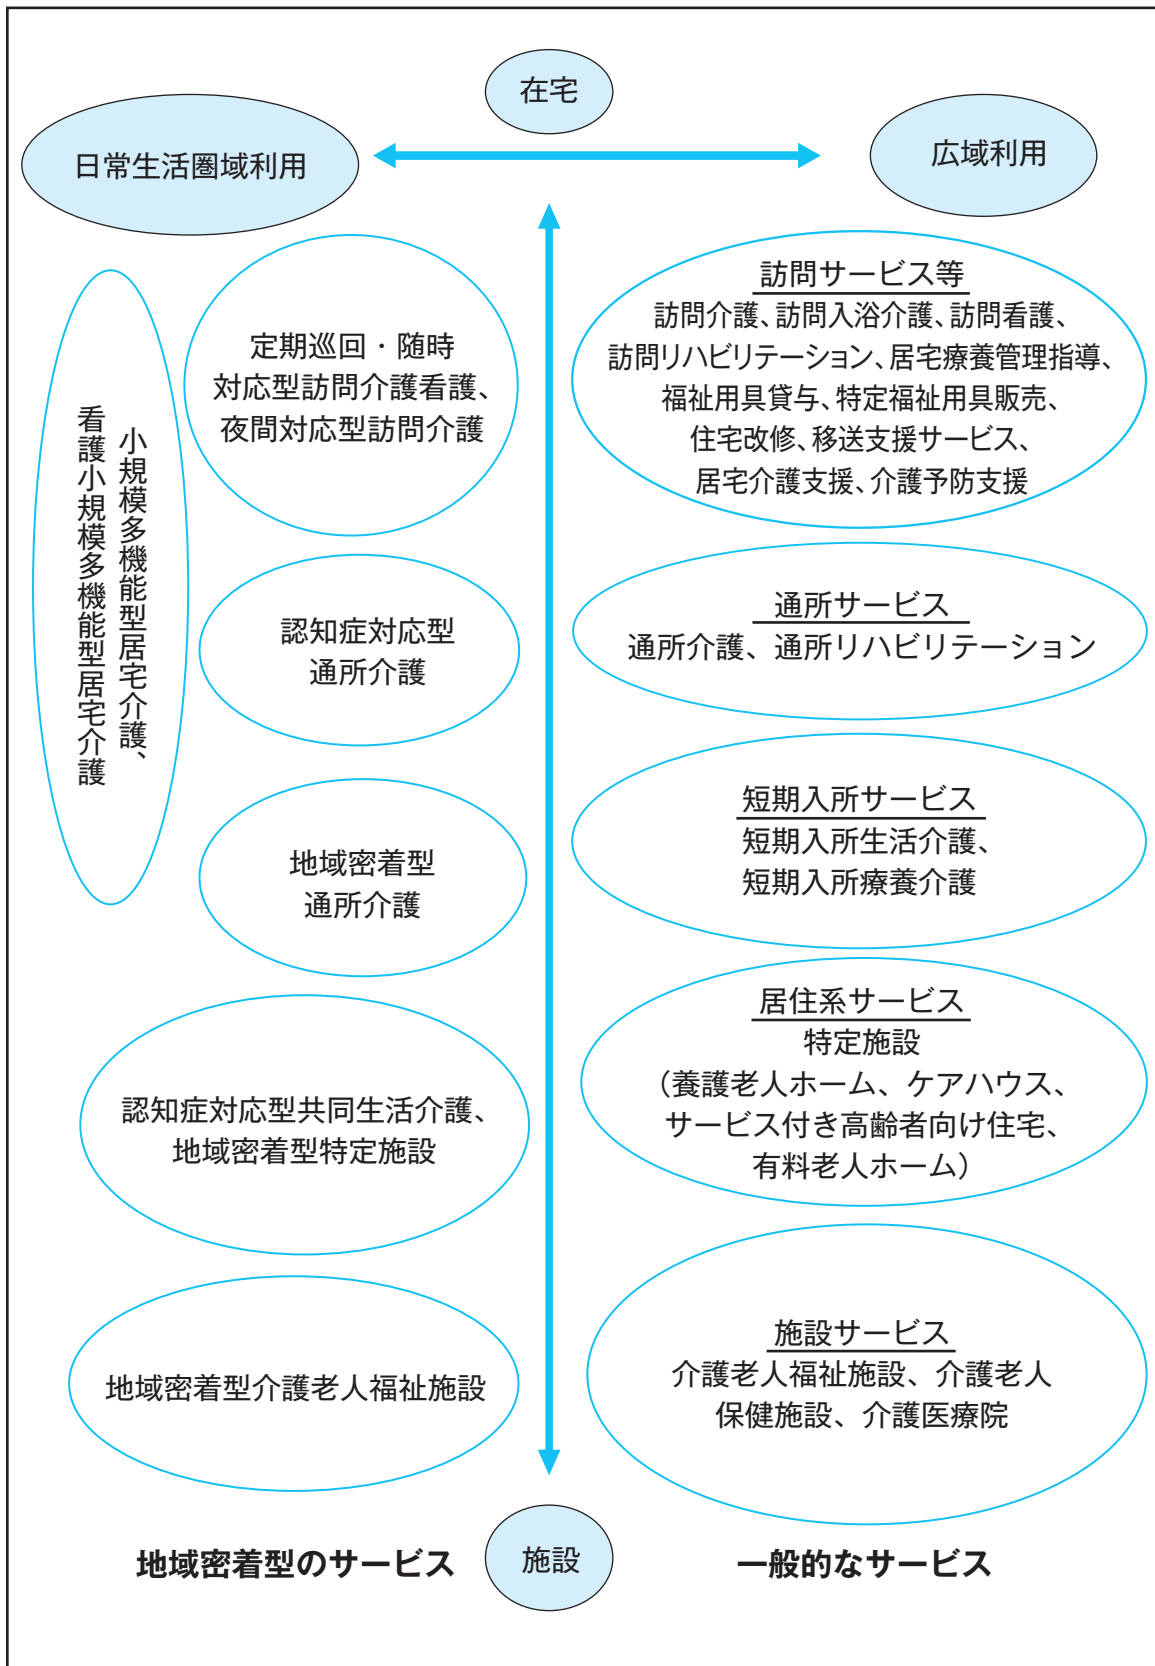 在宅
日常生活圏域利用
広域利用
小規模多機能型居宅介護、
看護小規模多機能型居宅介護
定期巡回・随時
対応型訪問介護看護、
夜間対応型訪問介護
認知症対応型
通所介護
地域密着型
通所介護
認知症対応型共同生活介護、
地域密着型特定施設
地域密着型介護老人福祉施設
訪問サービス等
訪問介護、訪問入浴介護、訪問看護、
訪問リハビリテーション、居宅療養管理指導、
福祉用具貸与、特定福祉用具販売、
住宅改修、移送支援サービス、
居宅介護支援、介護予防支援
通所サービス
通所介護、通所リハビリテーション
短期入所サービス
短期入所生活介護、
短期入所療養介護
居住系サービス
特定施設
（養護老人ホーム、ケアハウス、
サービス付き高齢者向け住宅、
有料老人ホーム）
施設サービス
介護老人福祉施設、介護老人
保健施設、介護医療院
地域密着型のサービス
施設
一般的なサービス